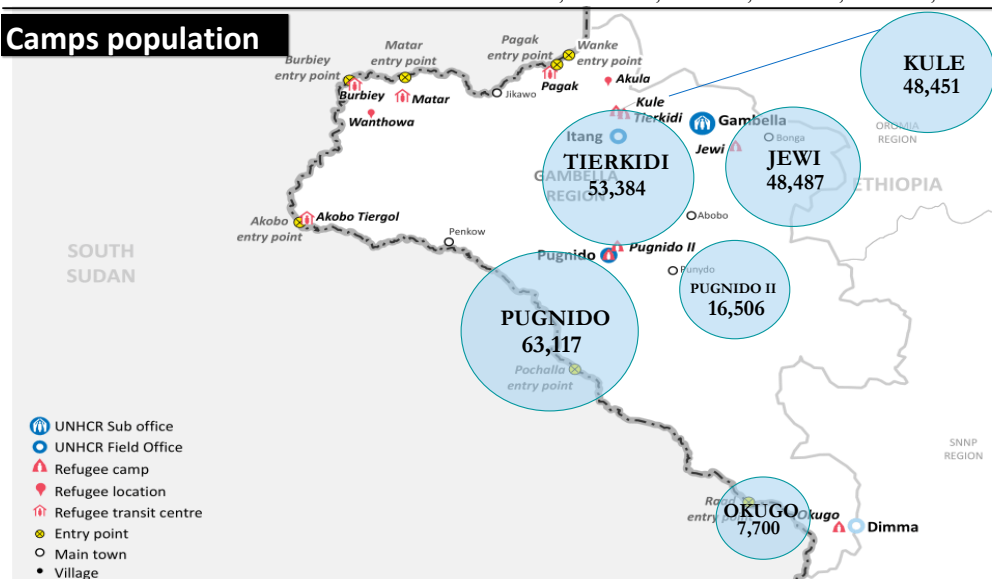 Camps population
Burbiey
entry point
Matar
entry point
Pagak
entry point
Wanke
entry point
KULE
48,451
Burbiey
Matar
Jikawo
Pagak
Akula
Wanthowa
Kule
Tierkidi
Gambella
Itang
Jewi
Bonga
OROMIA
REGION
TIERKIDI
53,384
GAMBELLA
REGION
JEWI
48,487
ETHIOPIA
Akobo
entry point
Akobo Tiergol
Penkow
Abobo
SOUTH
SUDAN
Pugnido
Pugnido II
Punydo
PUGNIDO II
16,506
PUGNIDO
63,117
Pochalla
entry point
UNHCR Sub office
UNHCR Field Office
Refugee camp
Refugee location
Refugee transit centre
Entry point
Main town
Village
SNNP
REGION
Raad
entry point
OKUGO
7,700
Okugo
Dimma